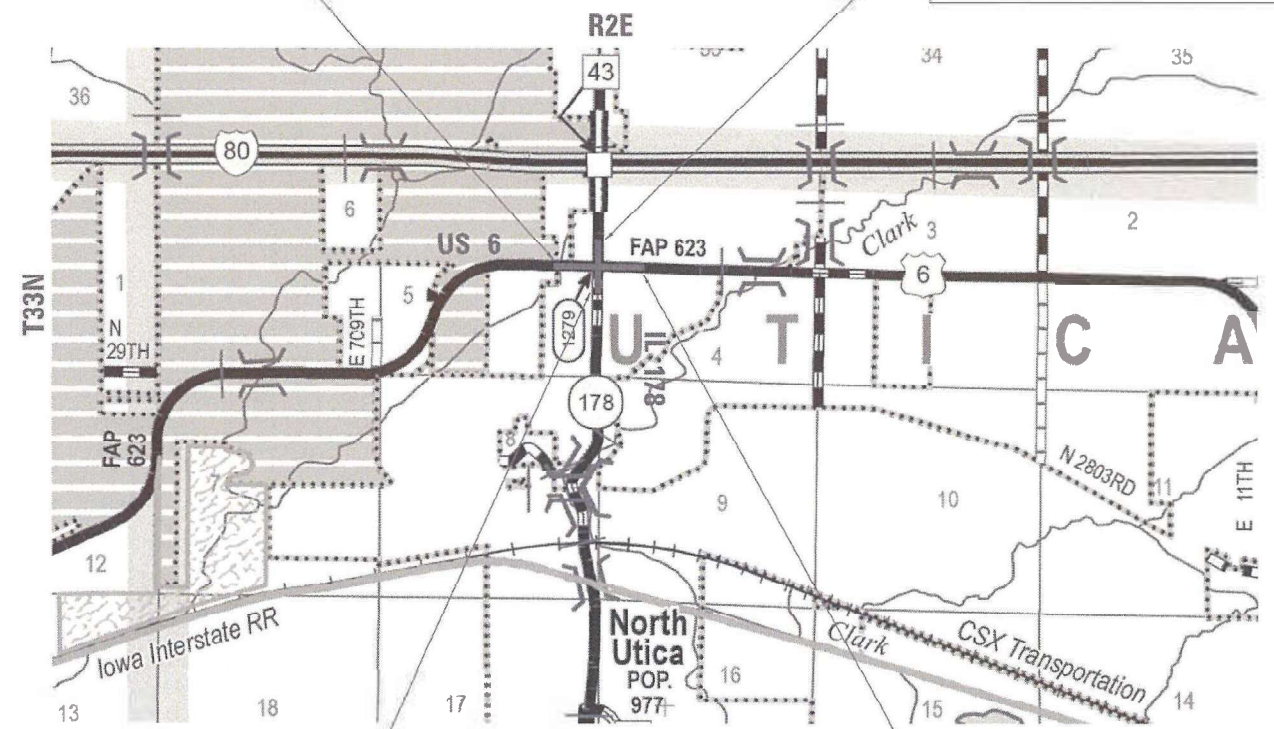 R2E
43
33
34
35
36
80
6
3
2
Clark
US 6
FAP 623
6
T33N
1
5
N
29TH
E 709TH
1279
U T I C A
IL 178
4
178
FAP
623
8
N 2803RD
9
10
11
E 11TH
12
Iowa Interstate RR
North
Utica
POP.
977
Clark
CSX Transportation
13
18
17
16
15
14